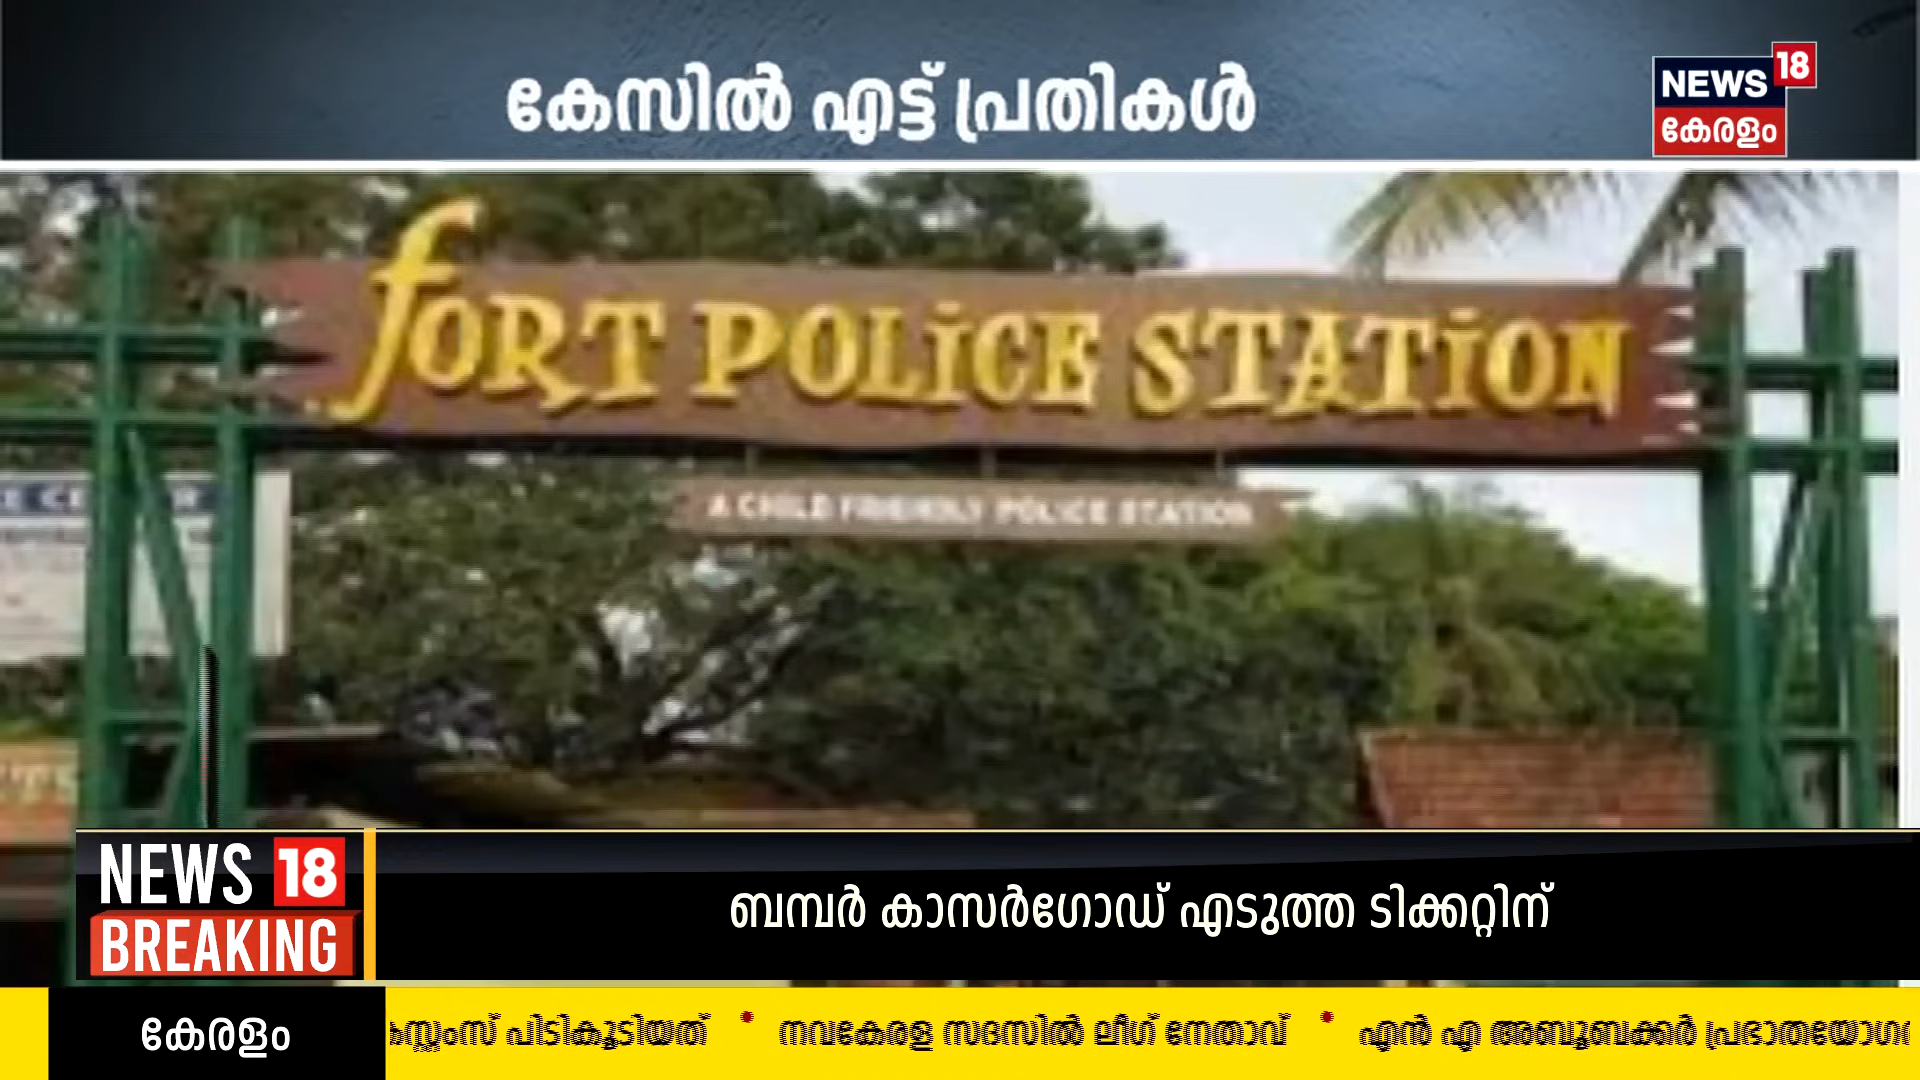 കേസിൽ എട്ട് പ്രതികൾ
NEWS 18
കേരളം
fORT POLiCE STATiON
A CHILD FRIENDLY POLICE STATION
NEWS 18
BREAKING
ബമ്പർ കാസർഗോഡ് എടുത്ത ടിക്കറ്റിന്
കേരളം
പിടികൂടിയത് • നവകേരള സദസിൽ ലീഗ് നേതാവ് • എൻ എ അബൂബക്കർ